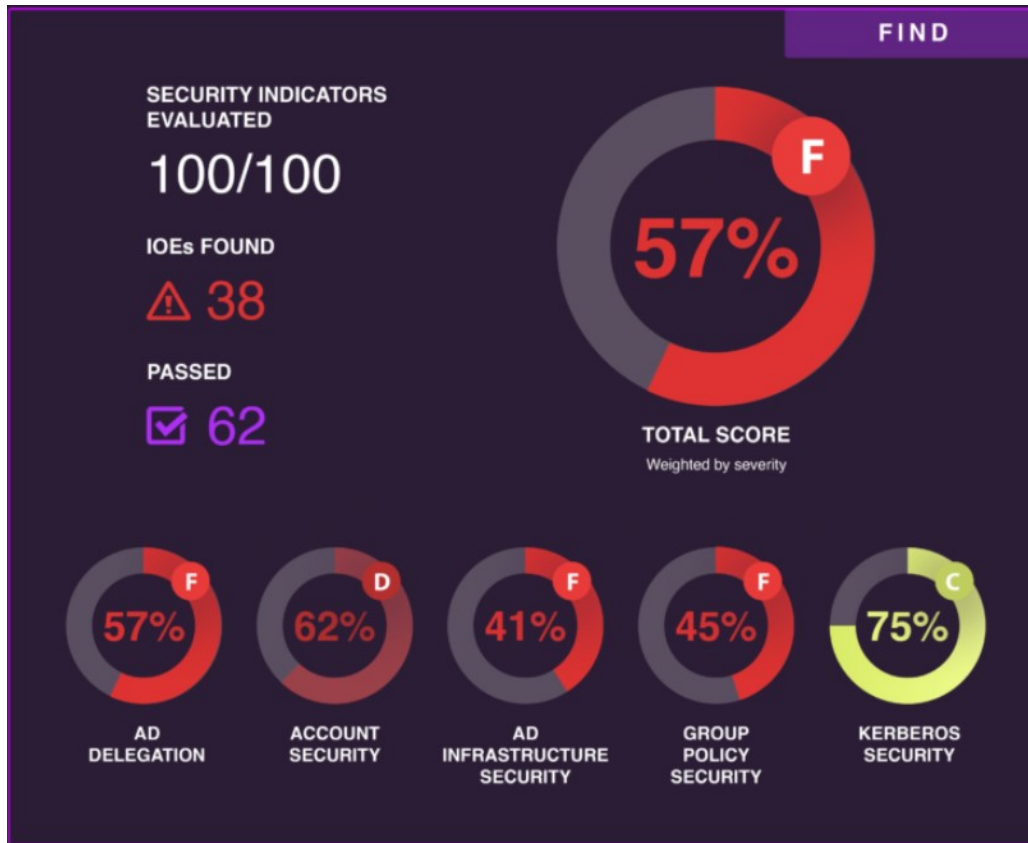 FIND
SECURITY INDICATORS
EVALUATED
100/100
IOEs FOUND
38
PASSED
62
F
57%
TOTAL SCORE
Weighted by severity
F
57%
AD
DELEGATION
D
62%
ACCOUNT
SECURITY
F
41%
AD
INFRASTRUCTURE
SECURITY
F
45%
GROUP
POLICY
SECURITY
C
75%
KERBEROS
SECURITY